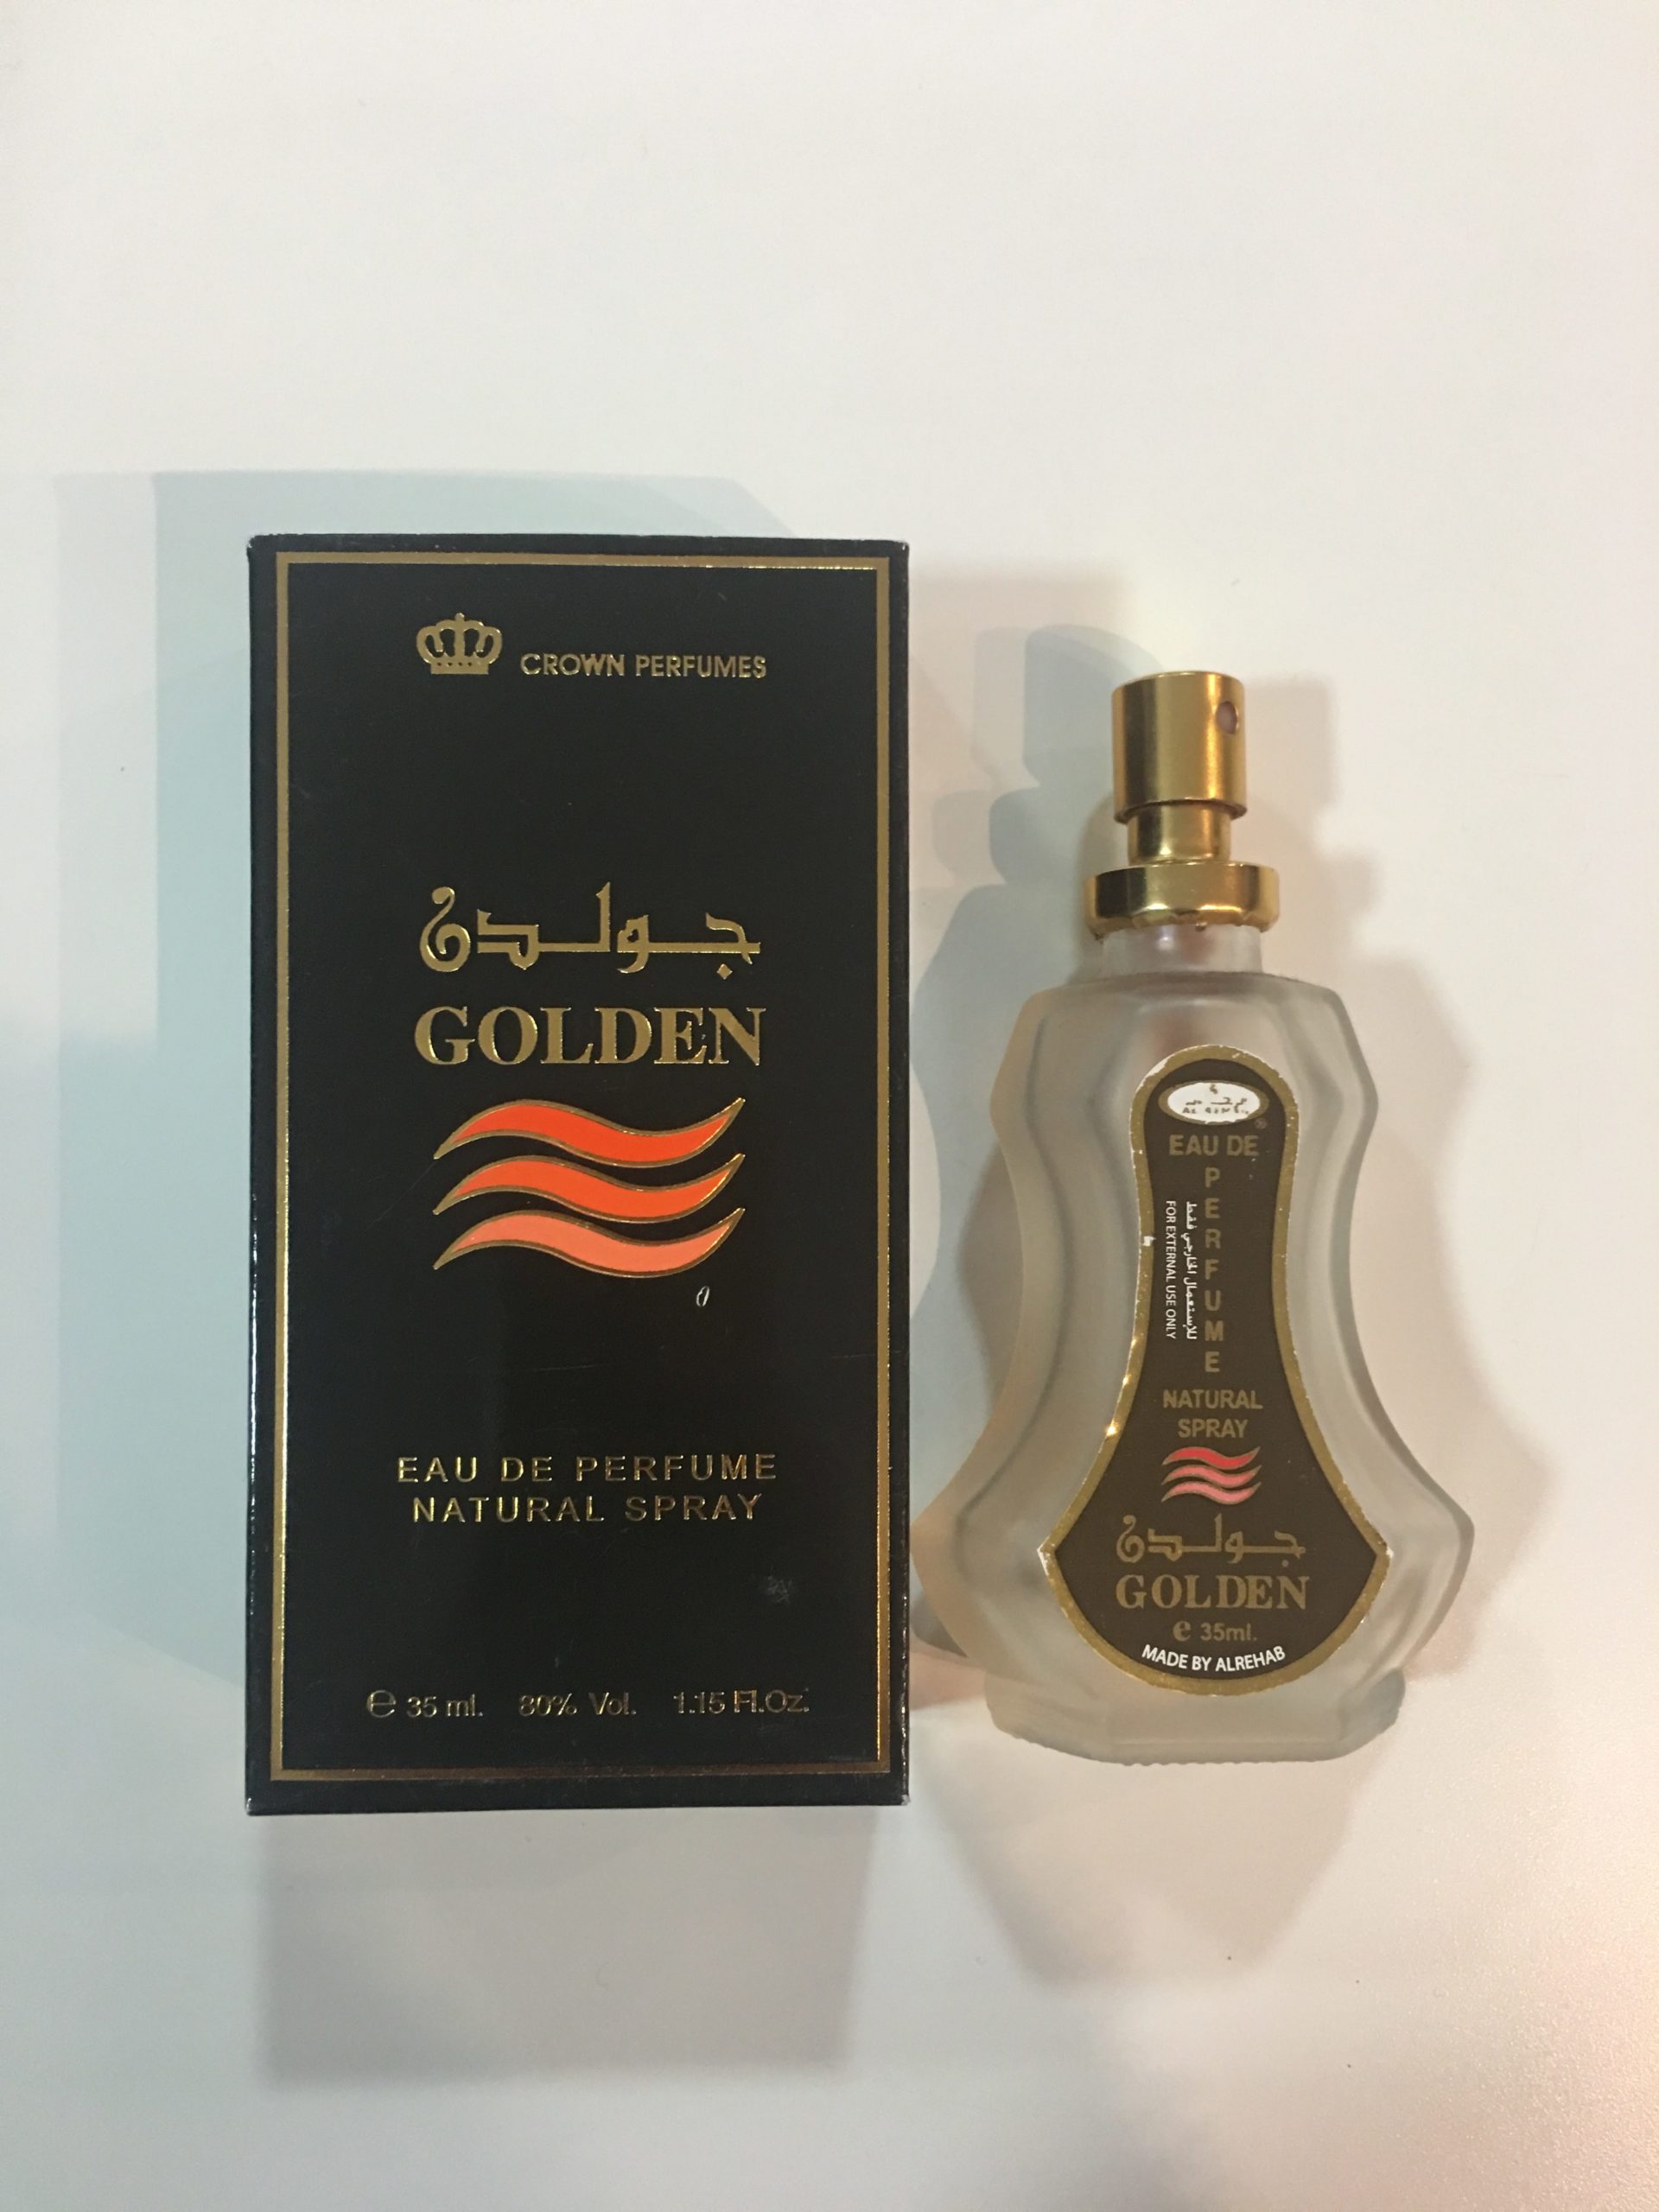 CROWN PERFUMES
جولدن
GOLDEN
EAU DE PERFUME
NATURAL SPRAY
e 35 ml. 80% Vol. 1.15 Fl.Oz.
EAU DE
PERFUME
للإستعمال الخارجي فقط
FOR EXTERNAL USE ONLY
NATURAL
SPRAY
جولدن
GOLDEN
e 35ml.
MADE BY ALREHAB